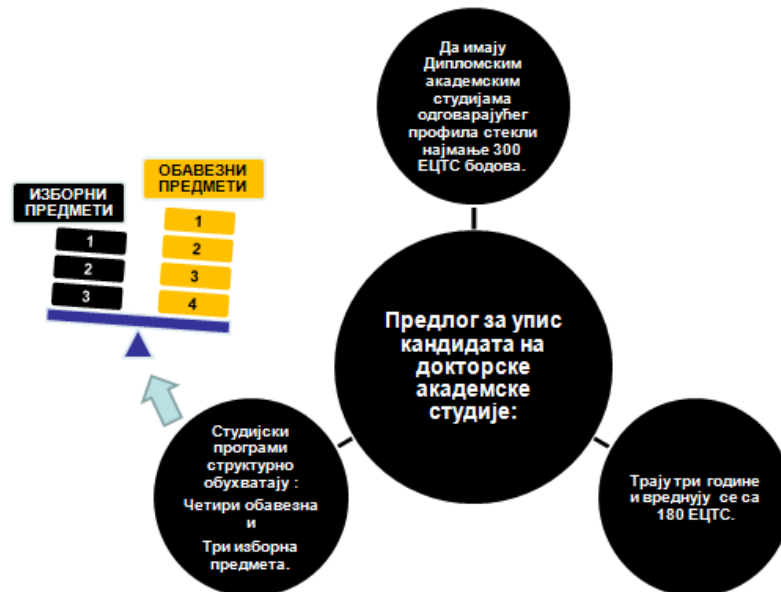 Да имају
Дипломским
академским
студијама
одговарајућег
профила стекли
најмање 300
ЕЦТС бодова.
ОБАВЕЗНИ
ПРЕДМЕТИ
1
2
3
4
ИЗБОРНИ
ПРЕДМЕТИ
1
2
3
Предлог за упис
кандидата на
докторске
академске
студије:
Студијски
програми
структурно
обухватају :
Четири обавезна
и
Три изборна
предмета.
Трају три године
и вреднују се са
180 ЕЦТС.